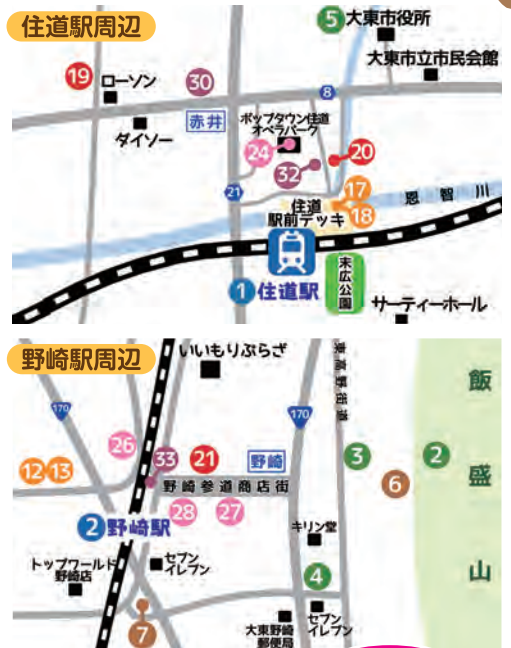 住道駅周辺
5 大東市役所
大東市立市民会館
19 ローソン
30
8
ダイソー
赤井
ポップタウン住道
オペラパーク
24
32
20
21
17
住道
駅前デッキ
18
恩智川
1 住道駅
末広公園
サーティーホール
野崎駅周辺
いいもりぷらざ
170
170
東高野街道
飯盛山
26
33
21
野崎
3
2
12 13
野崎参道商店街
6
28
27
2 野崎駅
キリン堂
トップワールド
野崎店
セブン
イレブン
4
7
大東野崎
郵便局
セブン
イレブン